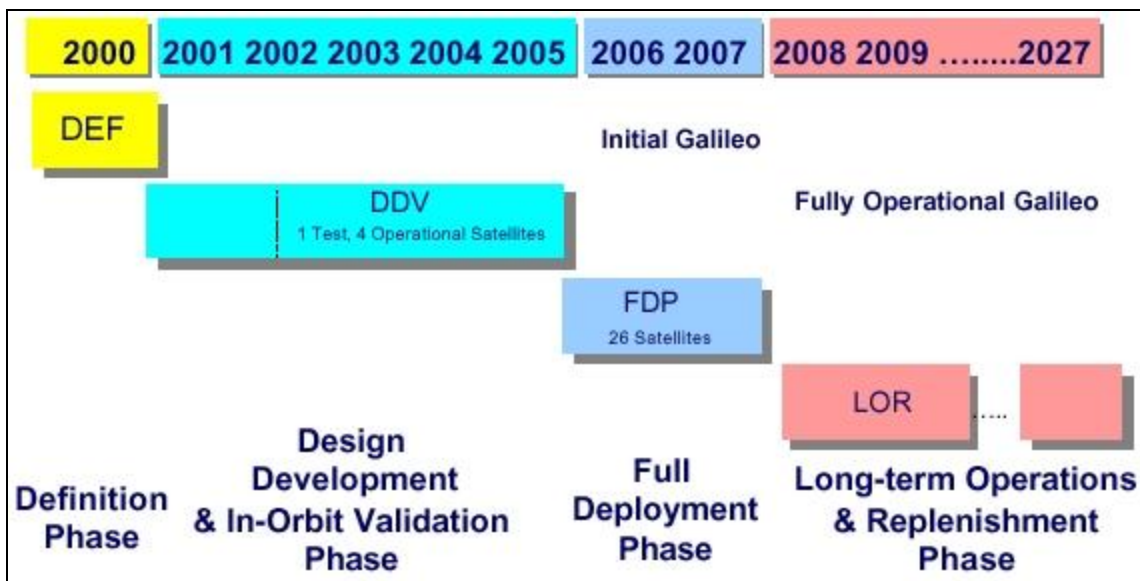 2000 2001 2002 2003 2004 2005 2006 2007 2008 2009 ........2027
DEF
Initial Galileo
DDV
1 Test, 4 Operational Satellites
Fully Operational Galileo
FDP
26 Satellites
LOR .....
Definition
Phase
Design
Development
& In-Orbit Validation
Phase
Full
Deployment
Phase
Long-term Operations
& Replenishment
Phase